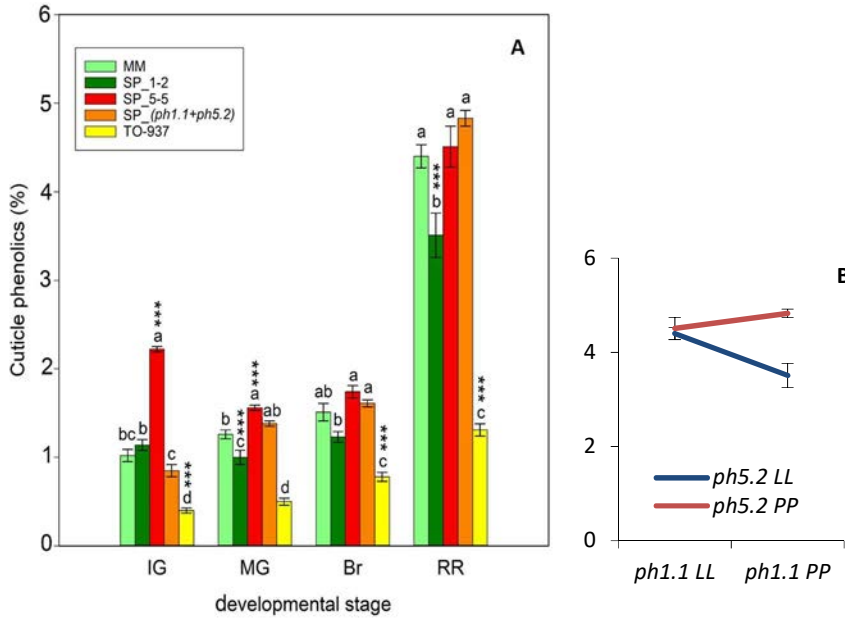 A
MM
SP_1-2
SP_5-5
SP_(ph1.1+ph5.2)
TO-937
Cuticle phenolics (%)
6
5
4
3
2
1
0
bc b *** a c *** d
b *** c *** a ab d
ab b a a *** c
a *** b a a *** c
IG MG Br RR
developmental stage
B
6
4
2
0
ph5.2 LL
ph5.2 PP
ph1.1 LL ph1.1 PP